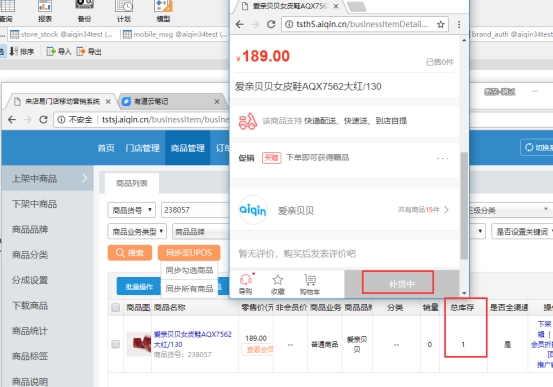 查询 报表 备份 计划 模型
store_stock @aiqin34test (
mobile_msg @aiqin34test (
brand_auth @aiqin34test (
排序 导入 导出
来店易门店移动营销系统
有道云笔记
不安全 | tstsj.aiqin.cn/businessItem/busine
首页 门店管理 商品管理
切换
上架中商品
下架中商品
商品品牌
商品分类
分成设置
下载商品
商品统计
商品标签
商品说明
商品列表
商品货号 238057
三级分类
商品业务类型 商品品牌
是否设置关键词
搜索 同步至UPOS
同步勾选商品
同步所有商品
批量操作
商品图 商品名称 零售价(元 非会员价 商品业务 商品品牌 分类 销量 总库存 是否全渠道 操作
爱亲贝贝女皮鞋AQX7562
大红/130
商品货号：238057
189.00
查看会员
-- 普通商品 爱亲贝
贝 -- 0 1 是
下架
辑 |
会员折
顶
推广
爱亲贝贝女皮鞋AQX756
tsth5.aiqin.cn/businessItemDetail
¥189.00
已售0件
爱亲贝贝女皮鞋AQX7562大红/130
该商品支持 快递配送、快速送、到店自提
促销 买赠 下单即可获得赠品 ···
aiqin 爱亲贝贝 共有商品15件 >
暂无评价，购买后发表评价吧
导购 收藏 购物车 补货中